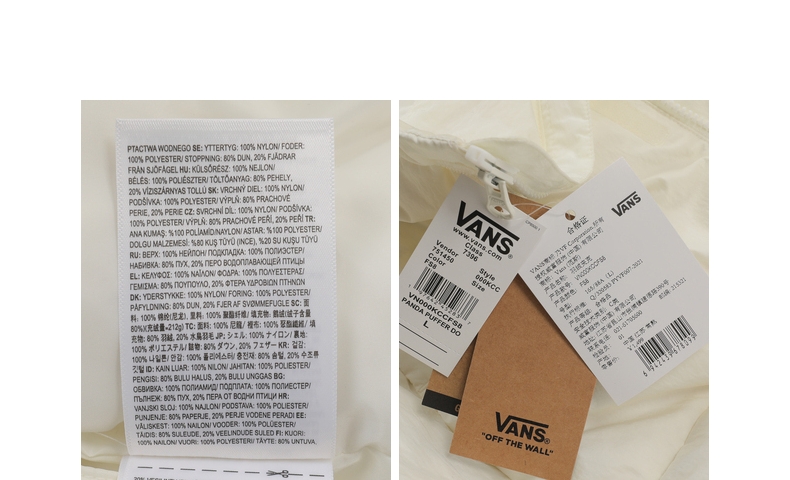 PTACTWA WODNEGO SE: YTTERTYG: 100% NYLON/ FODER:
100% POLYESTER/ STOPPNING: 80% DUN, 20% FJÄDRAR
FRÅN SJÖFÅGEL HU: KÜLSŐRÉSZ: 100% NEJLON/
BÉLÉS: 100% POLIÉSZTER/ TÖLTŐANYAG: 80% PEHELY,
20% VÍZISZÁRNYAS TOLLÚ SK: VRCHNÝ DIEL: 100% NYLON/
PODŠÍVKA: 100% POLYESTER/ VÝPLŇ: 80% PRACHOVÉ
PERIE, 20% PERIE CZ: SVRCHNÍ DÍL: 100% NYLON/ PODŠÍVKA:
100% POLYESTER/ VÝPLŇ: 80% PRACHOVÉ PEŘÍ, 20% PEŘÍ TR:
ANA KUMAŞ: %100 POLİAMİD/NAYLON/ ASTAR: %100 POLYESTER/
DOLGU MALZEMESİ: %80 KUŞ TÜYÜ (İNCE), %20 SU KUŞU TÜYÜ
RU: ВЕРХ: 100% НЕЙЛОН/ ПОДКЛАДКА: 100% ПОЛИЭСТЕР/
НАБИВКА: 80% ПУХ, 20% ПЕРО ВОДОПЛАВАЮЩЕЙ ПТИЦЫ
EL: ΚΕΛΥΦΟΣ: 100% ΝΑΪΛΟΝ/ ΦΟΔΡΑ: 100% ΠΟΛΥΕΣΤΕΡΑΣ/
ΓΕΜΙΣΜΑ: 80% ΠΟΥΠΟΥΛΟ, 20% ΦΤΕΡΑ ΥΔΡΟΒΙΩΝ ΠΤΗΝΩΝ
DK: YDERSTYKKE: 100% NYLON/ FORING: 100% POLYESTER/
PÅFYLDNING: 80% DUN, 20% FJER AF SVØMMEFUGLE SC: 面
料: 100% 锦纶(尼龙), 里料: 100% 聚酯纤维/ 填充物: 鹅绒(绒子含量
80%)(充绒量=212g) TC: 面料: 100% 尼龍/ 裡布: 100% 聚酯纖維/ 填
充物: 80% 羽絨, 20% 水鳥羽毛 JP: シェル: 100% ナイロン/ 裏地:
100% ポリエステル/ 詰物: 80% ダウン, 20% フェザー KR: 겉감:
100% 나일론/ 안감: 100% 폴리에스터/ 충전재: 80% 솜털, 20% 수조류
깃털 ID: KAIN LUAR: 100% NILON/ JAHITAN: 100% POLIESTER/
PENGISI: 80% BULU HALUS, 20% BULU UNGGAS BG:
ОБВИВКА: 100% ПОЛИАМИД/ ПОДПЛАТА: 100% ПОЛИЕСТЕР/
ПЪЛНЕЖ: 80% ПУХ, 20% ПЕРА ОТ ВОДНИ ПТИЦИ HR:
VANJSKI SLOJ: 100% NAJLON/ PODSTAVA: 100% POLIESTER/
PUNJENJE: 80% PAPERJE, 20% PERJE VODENE PERADI EE:
VÄLISKEST: 100% NAILON/ VOODER: 100% POLÜESTER/
TÄIDIS: 80% SULEUDE, 20% VEELINDUDE SULED FI: KUORI:
100% NAILON/ VUORI: 100% POLYESTERI/ TÄYTE: 80% UNTUVA,
VANS
www.vans.com
Vendor Style
751450 000KCC
Class
7396
Color Size
FS8
VN000KCCFS8
PANDA PUFFER DO
L
VANS
合格证
VANS
"OFF THE WALL"